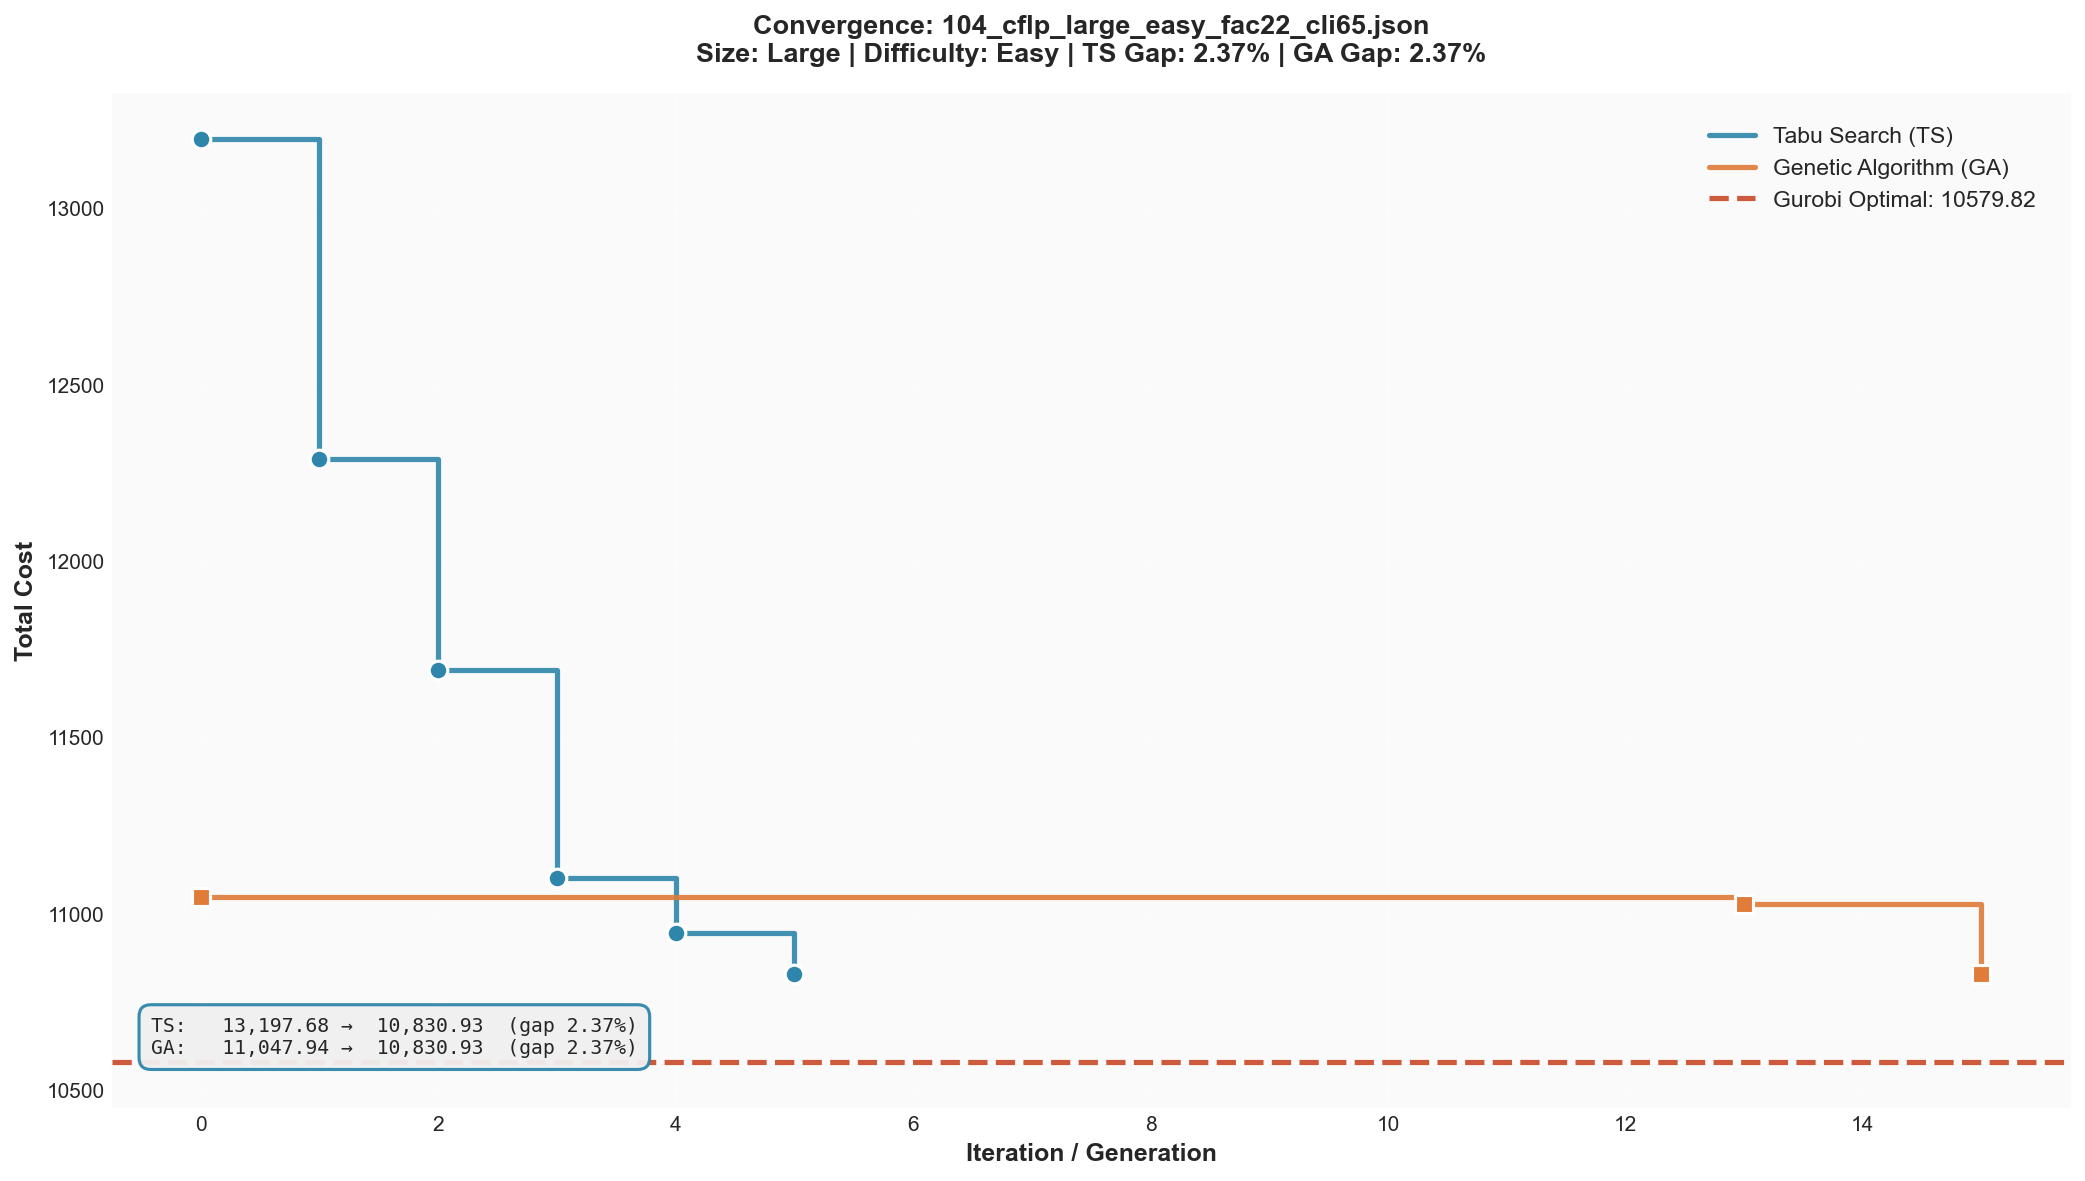 Convergence: 104_cflp_large_easy_fac22_cli65.json
Size: Large | Difficulty: Easy | TS Gap: 2.37% | GA Gap: 2.37%
Tabu Search (TS)
Genetic Algorithm (GA)
Gurobi Optimal: 10579.82
Total Cost
13000
12500
12000
11500
11000
10500
TS:   13,197.68 →  10,830.93  (gap 2.37%)
GA:   11,047.94 →  10,830.93  (gap 2.37%)
0 2 4 6 8 10 12 14
Iteration / Generation